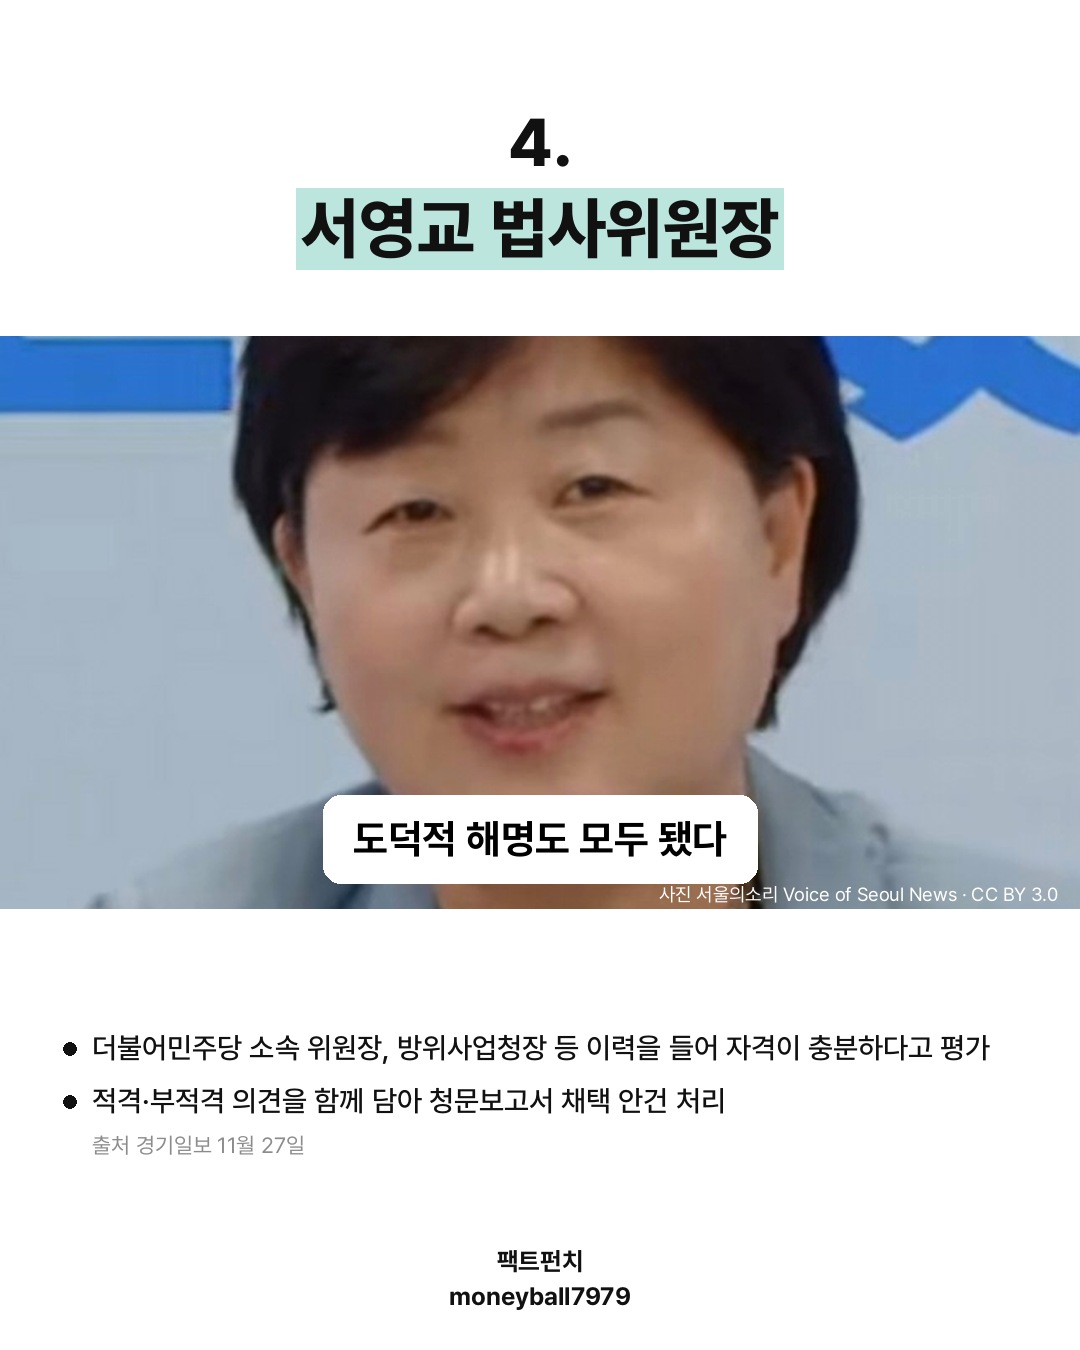 4.
서영교 법사위원장
도덕적 해명도 모두 됐다
사진 서울의소리 Voice of Seoul News · CC BY 3.0
● 더불어민주당 소속 위원장, 방위사업청장 등 이력을 들어 자격이 충분하다고 평가
● 적격·부적격 의견을 함께 담아 청문보고서 채택 안건 처리
출처 경기일보 11월 27일
팩트펀치
moneyball7979